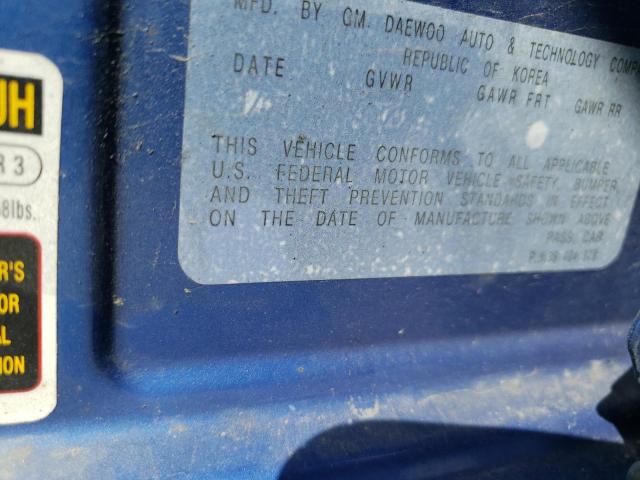 MFD. BY GM. DAEWOO AUTO & TECHNOLOGY COMP
REPUBLIC OF KOREA
DATE GVWR GAWR FRT GAWR RR
THIS VEHICLE CONFORMS TO ALL APPLICABLE
U.S. FEDERAL MOTOR VEHICLE SAFETY, BUMPER,
AND THEFT PREVENTION STANDARDS IN EFFECT
ON THE DATE OF MANUFACTURE SHOWN ABOVE
PASS. CAR
UH
R 3
8lbs.
R'S
OR
AL
ION